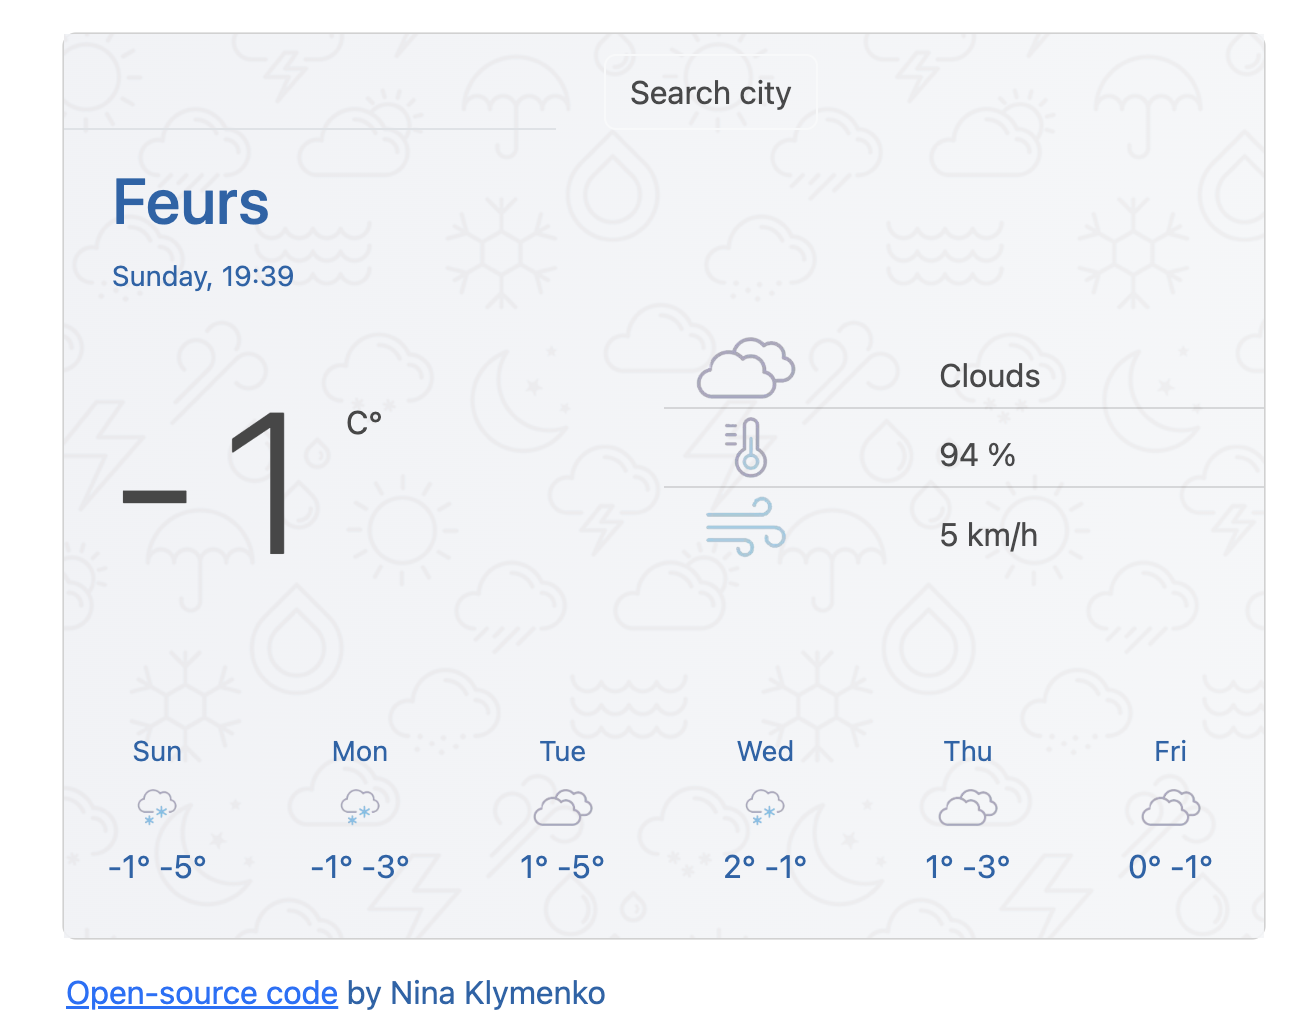 Search city
Feurs
Sunday, 19:39
-1 C°
Clouds
94 %
5 km/h
Sun Mon Tue Wed Thu Fri
-1° -5° -1° -3° 1° -5° 2° -1° 1° -3° 0° -1°
Open-source code by Nina Klymenko